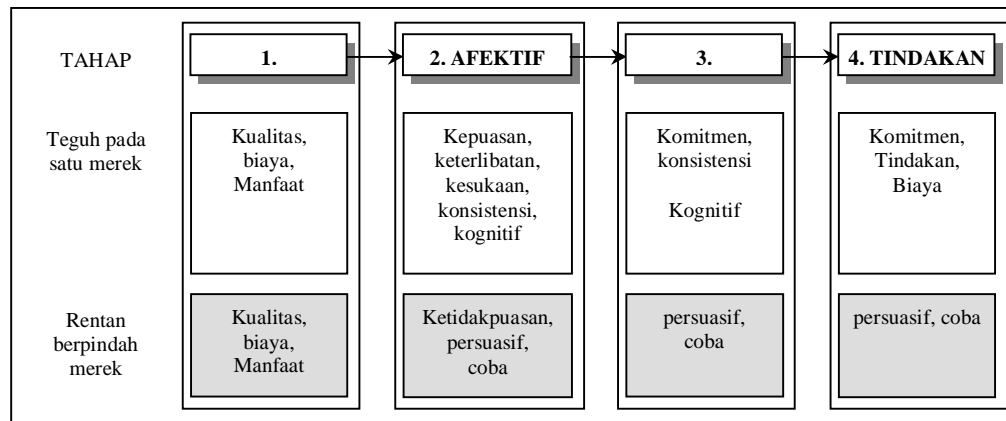 TAHAP
1.
2. AFEKTIF
3.
4. TINDAKAN
Teguh pada
satu merek
Kualitas,
biaya,
Manfaat
Kepuasan,
keterlibatan,
kesukaan,
konsistensi,
kognitif
Komitmen,
konsistensi
Kognitif
Komitmen,
Tindakan,
Biaya
Rentan
berpindah
merek
Kualitas,
biaya,
Manfaat
Ketidakpuasan,
persuasif,
coba
persuasif,
coba
persuasif, coba